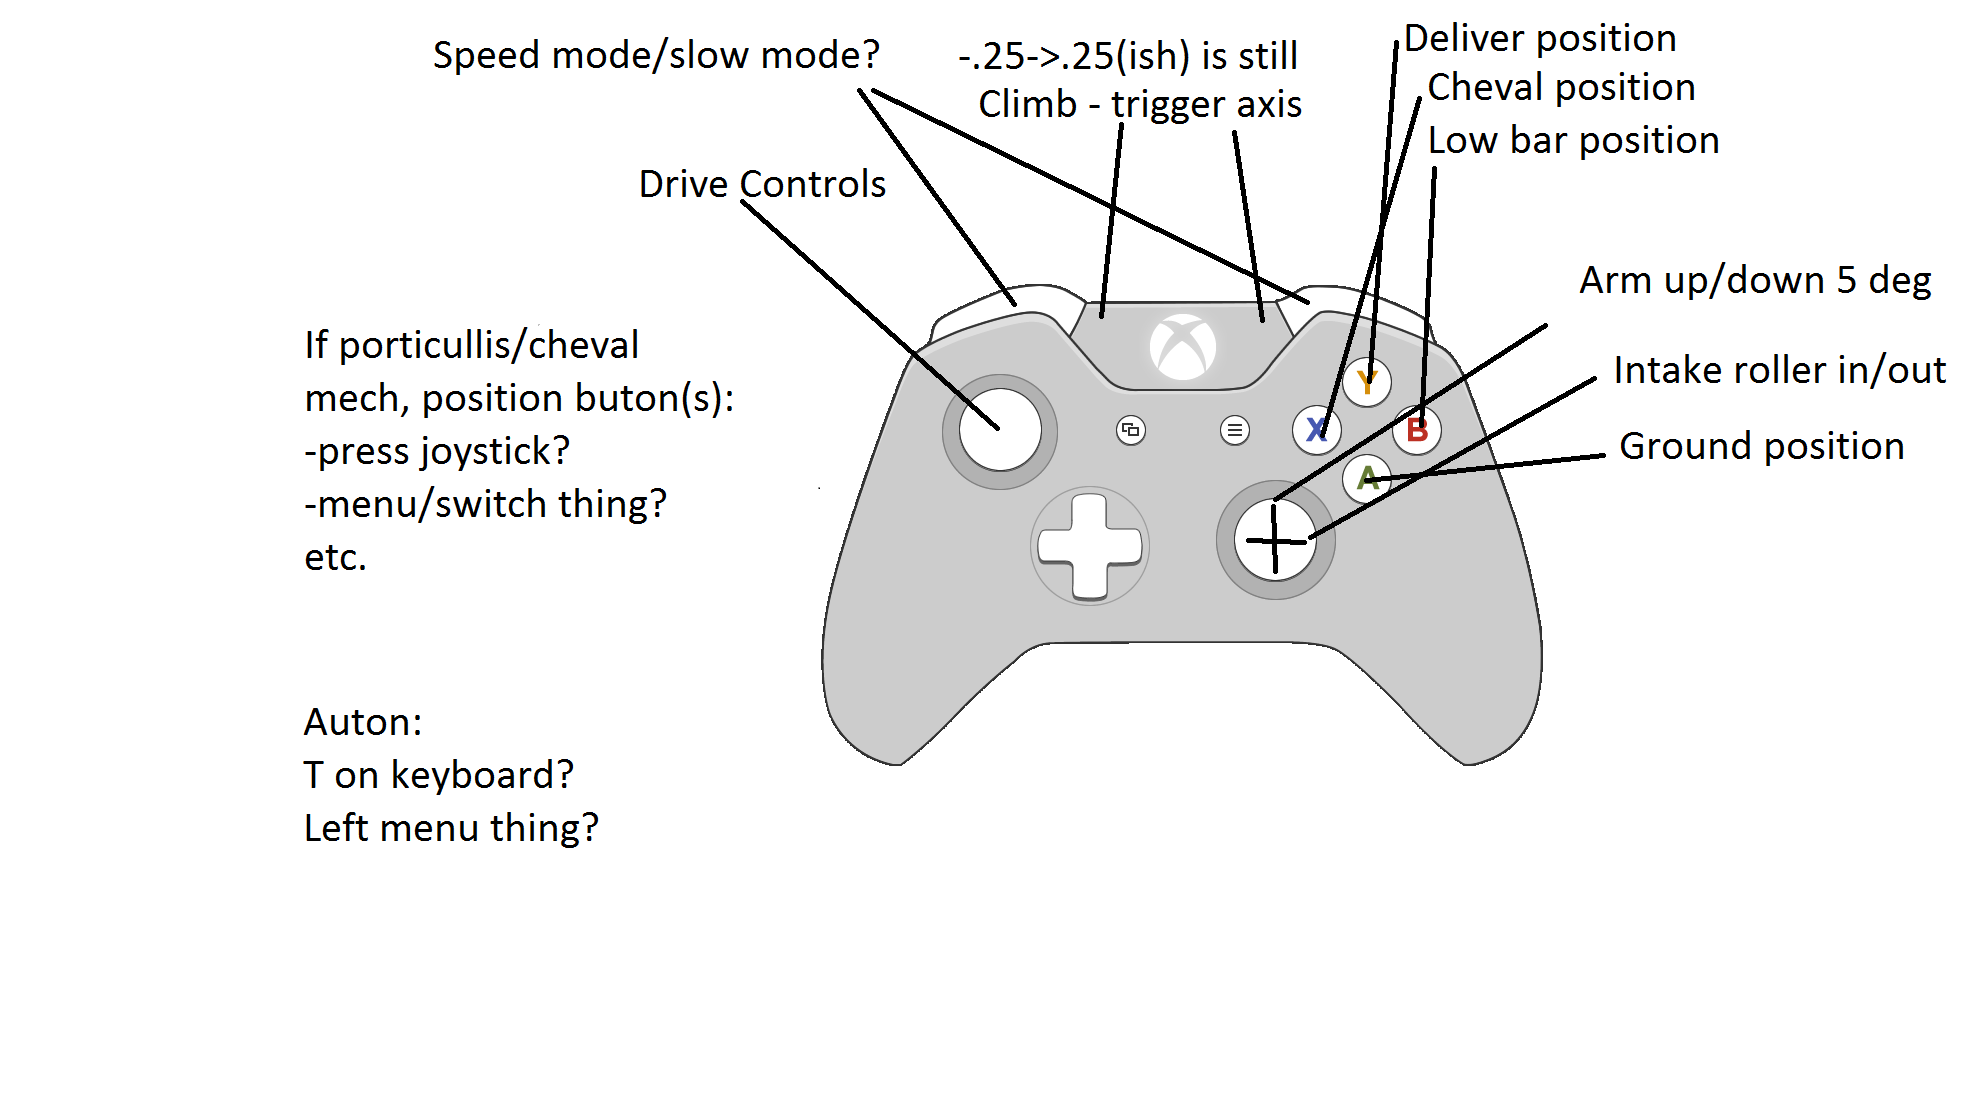 Speed mode/slow mode?
-.25->.25(ish) is still
Climb - trigger axis
Deliver position
Cheval position
Low bar position
Drive Controls
Arm up/down 5 deg
Intake roller in/out
Ground position
If porticullis/cheval
mech, position buton(s):
-press joystick?
-menu/switch thing?
etc.
Y
X
B
A
Auton:
T on keyboard?
Left menu thing?